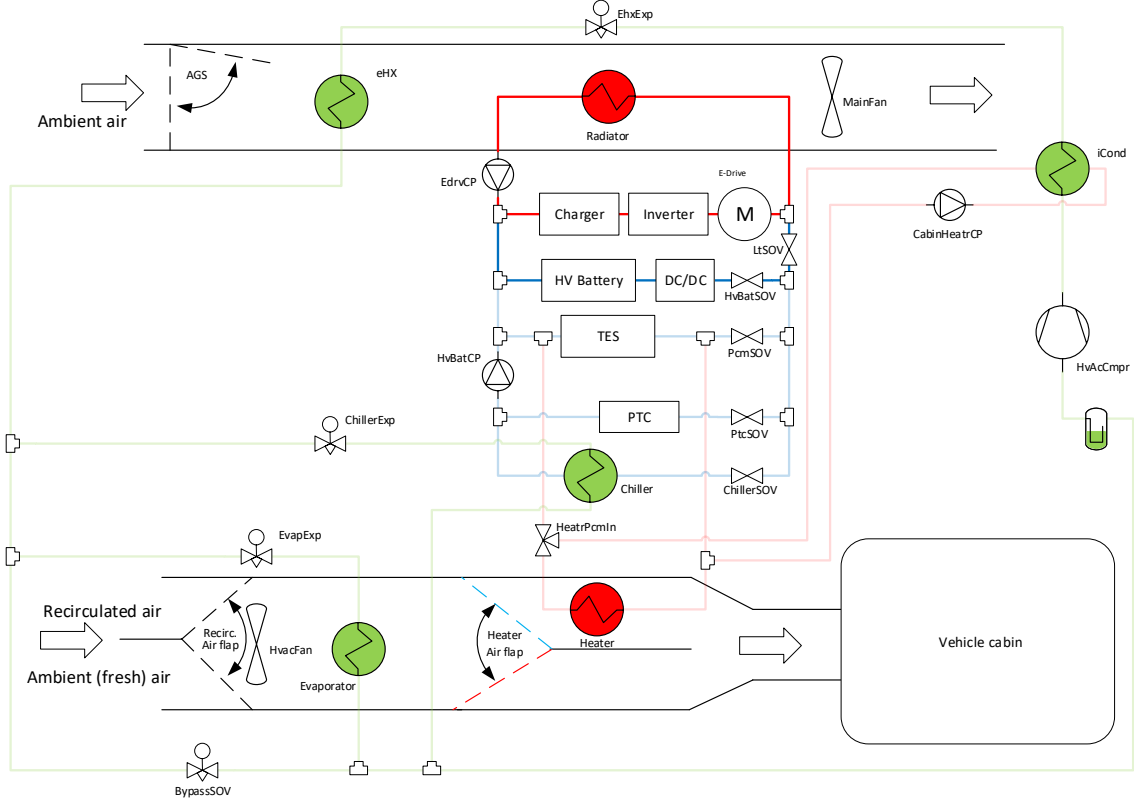 EhxExp
AGS
eHX
MainFan
Ambient air
Radiator
iCond
EdrvCP
E-Drive
Charger
Inverter
M
CabinHeatrCP
LtSOV
HV Battery
DC/DC
HvBatSOV
TES
PcmSOV
HvBatCP
HvAcCmpr
PTC
PtcSOV
ChillerExp
Chiller
ChillerSOV
HeatrPcmIn
EvapExp
Recirculated air
Recirc.
Air flap
HvacFan
Heater
Air flap
Heater
Vehicle cabin
Ambient (fresh) air
Evaporator
BypassSOV